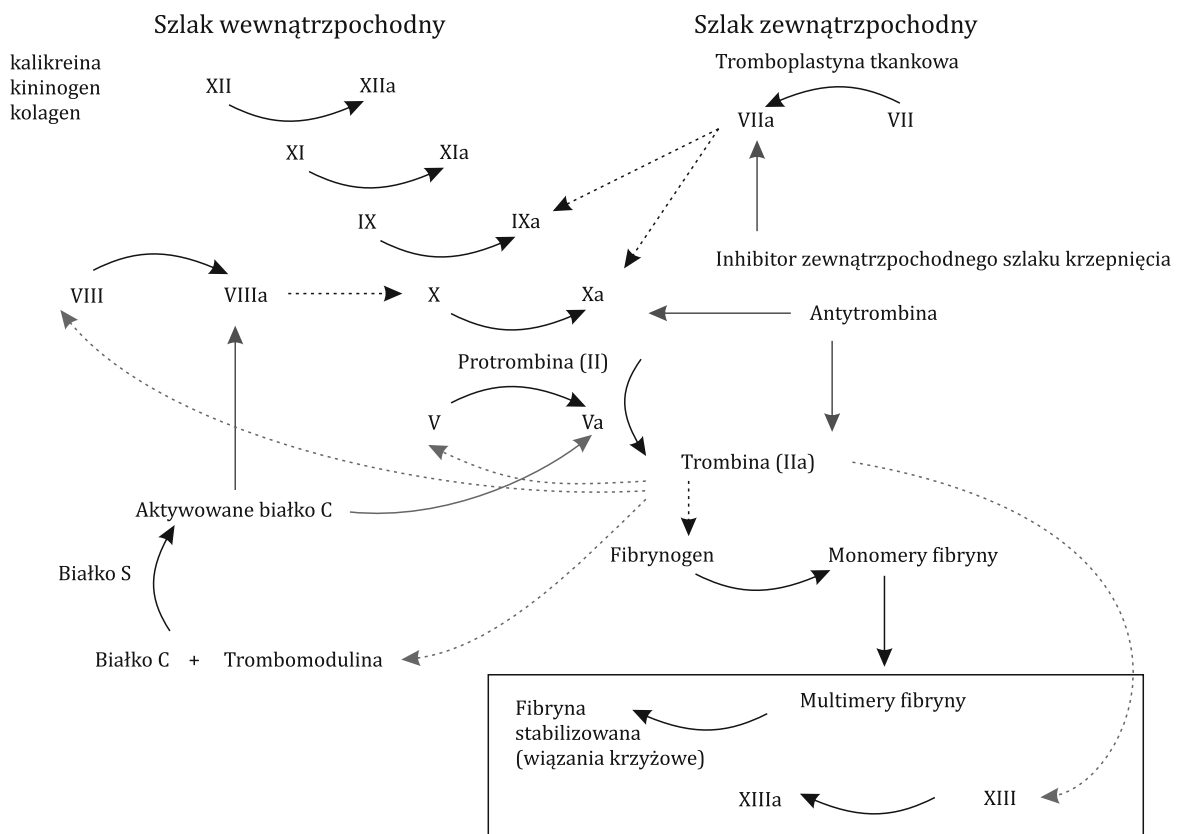 Szlak wewnątrzpochodny
Szlak zewnątrzpochodny
kalikreina
kininogen
kolagen
Tromboplastyna tkankowa
XII
XIIa
VIIa
VII
XI
XIa
IX
IXa
Inhibitor zewnątrzpochodnego szlaku krzepnięcia
VIII
VIIIa
X
Xa
Antytrombina
Protrombina (II)
V
Va
Trombina (IIa)
Aktywowane białko C
Fibrynogen
Monomery fibryny
Białko S
Białko C + Trombomodulina
Multimery fibryny
Fibryna
stabilizowana
(wiązania krzyżowe)
XIIIa
XIII